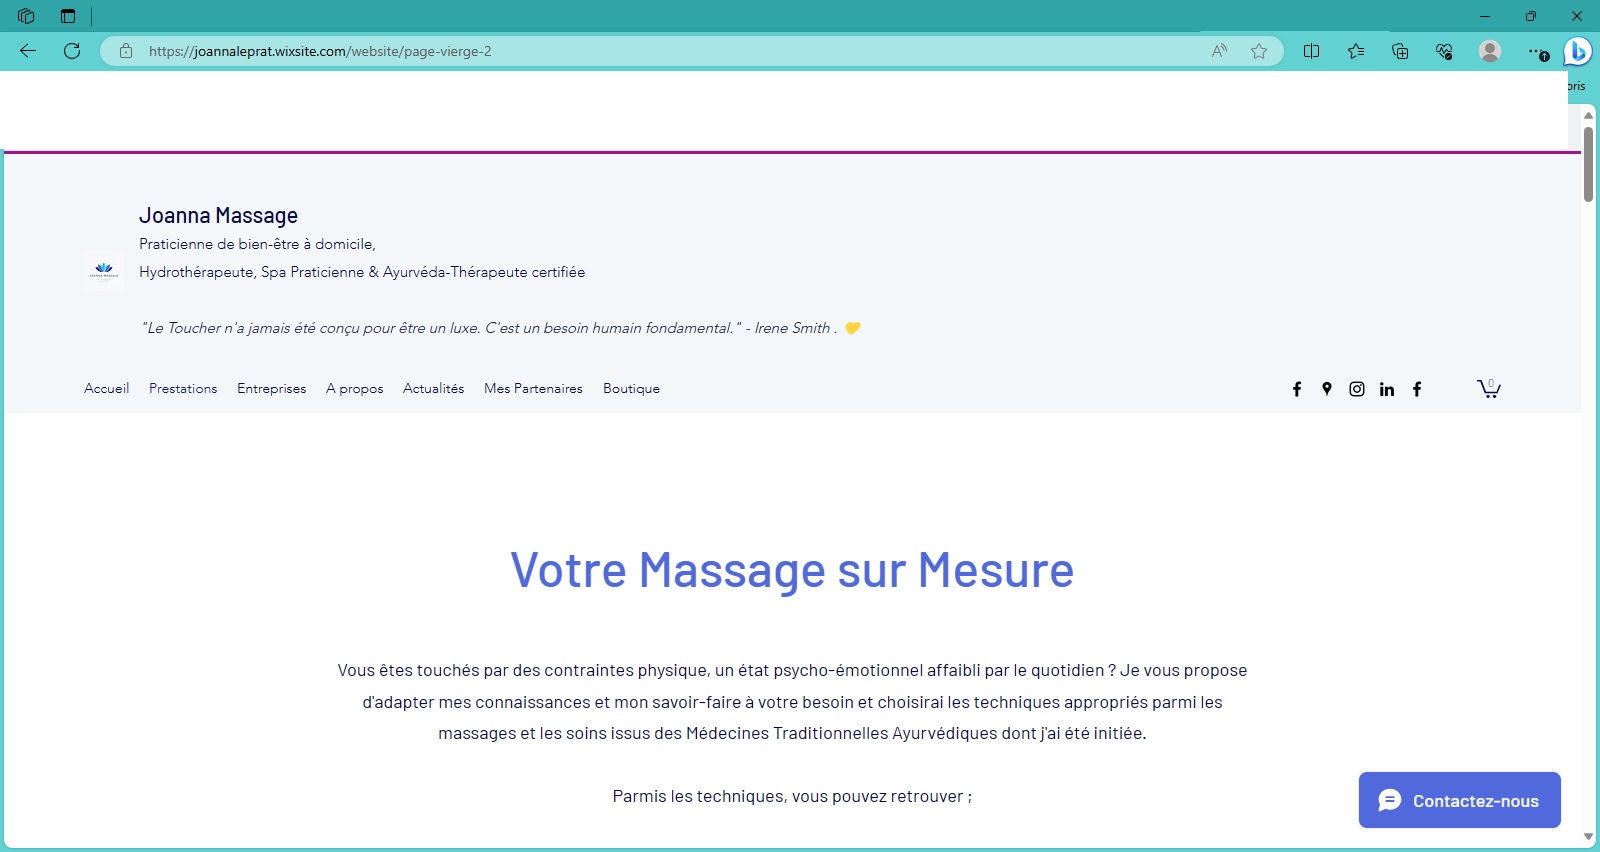 https://joannaleprat.wixsite.com/website/page-vierge-2
Joanna Massage
Praticienne de bien-être à domicile,
Hydrothérapeute, Spa Praticienne & Ayurvéda-Thérapeute certifiée
"Le Toucher n'a jamais été conçu pour être un luxe. C'est un besoin humain fondamental." - Irene Smith . 💛
Accueil Prestations Entreprises A propos Actualités Mes Partenaires Boutique 0
Votre Massage sur Mesure
Vous êtes touchés par des contraintes physique, un état psycho-émotionnel affaibli par le quotidien ? Je vous propose
d'adapter mes connaissances et mon savoir-faire à votre besoin et choisirai les techniques appropriés parmi les
massages et les soins issus des Médecines Traditionnelles Ayurvédiques dont j'ai été initiée.
Parmis les techniques, vous pouvez retrouver ;
Contactez-nous